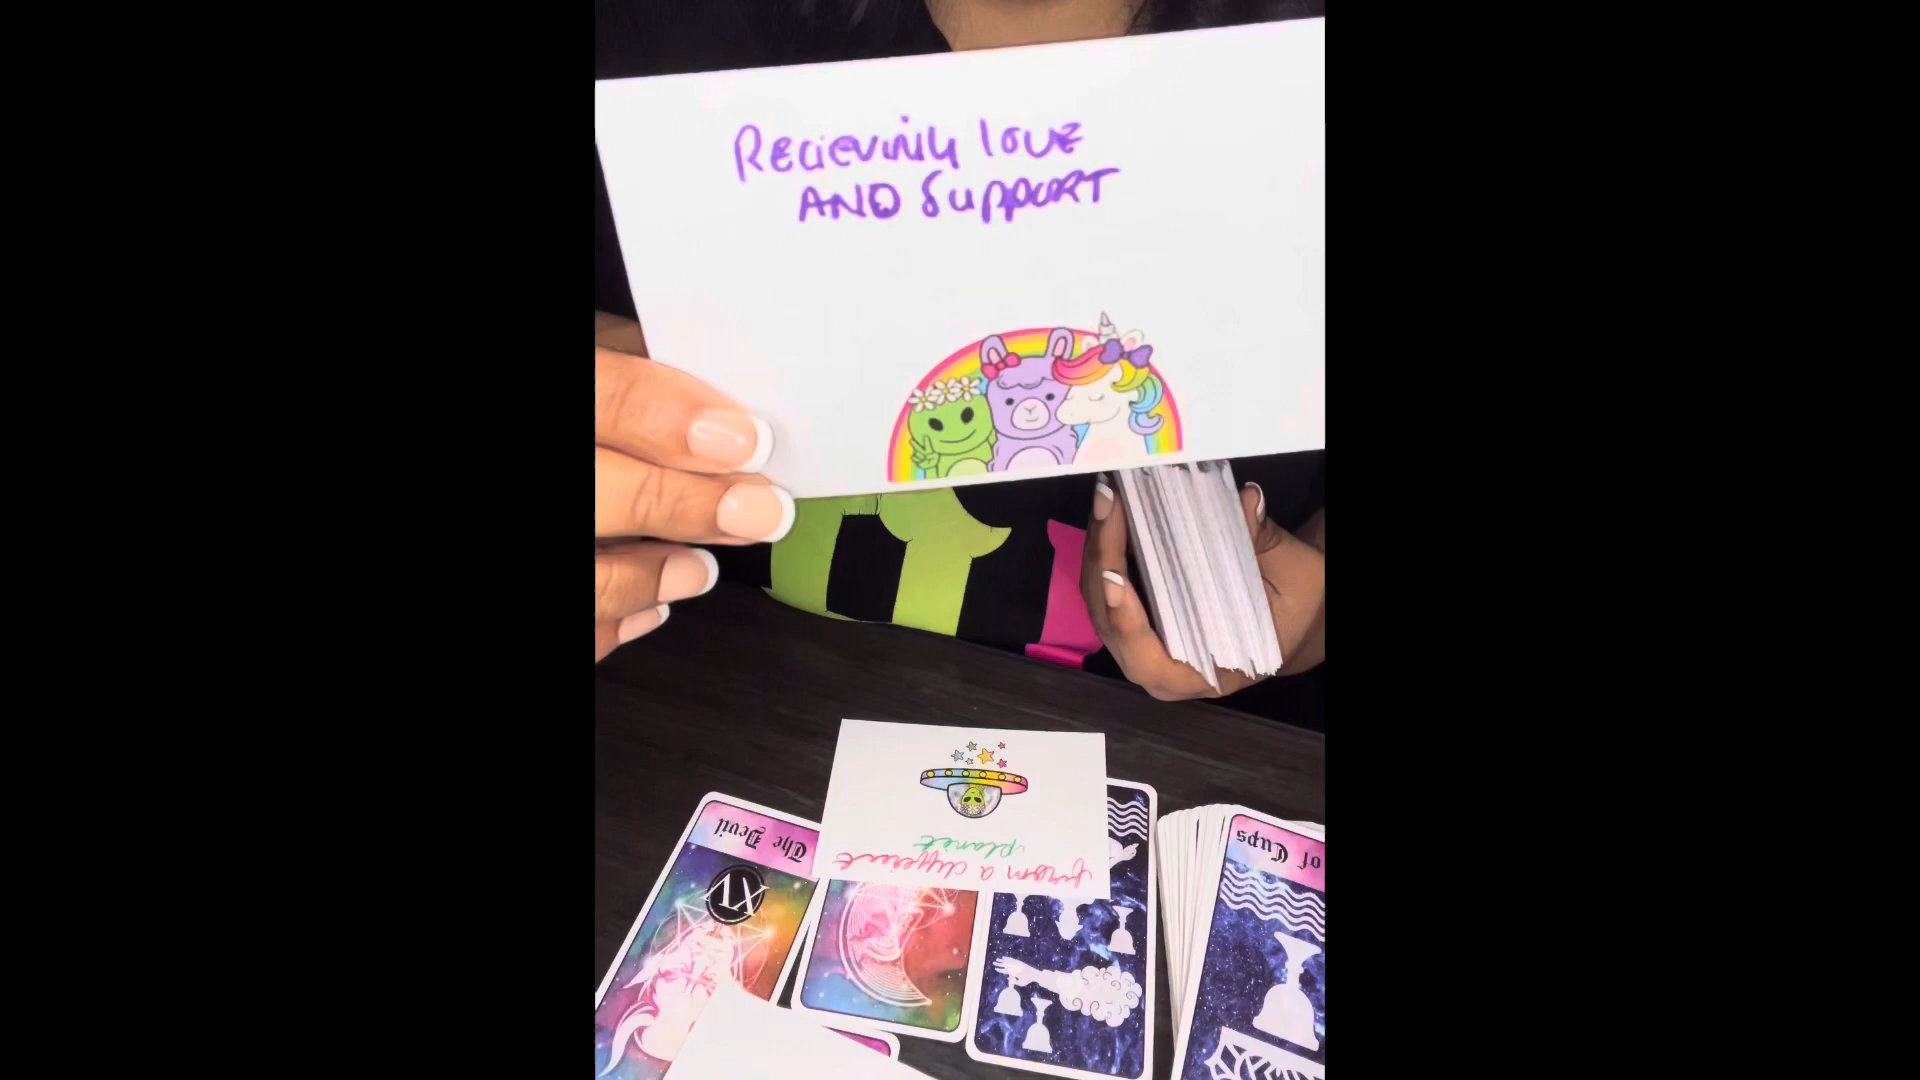 RECIEVING LOVE
AND SUPPORT
from a different
planet
The Devil
XV
of Cups